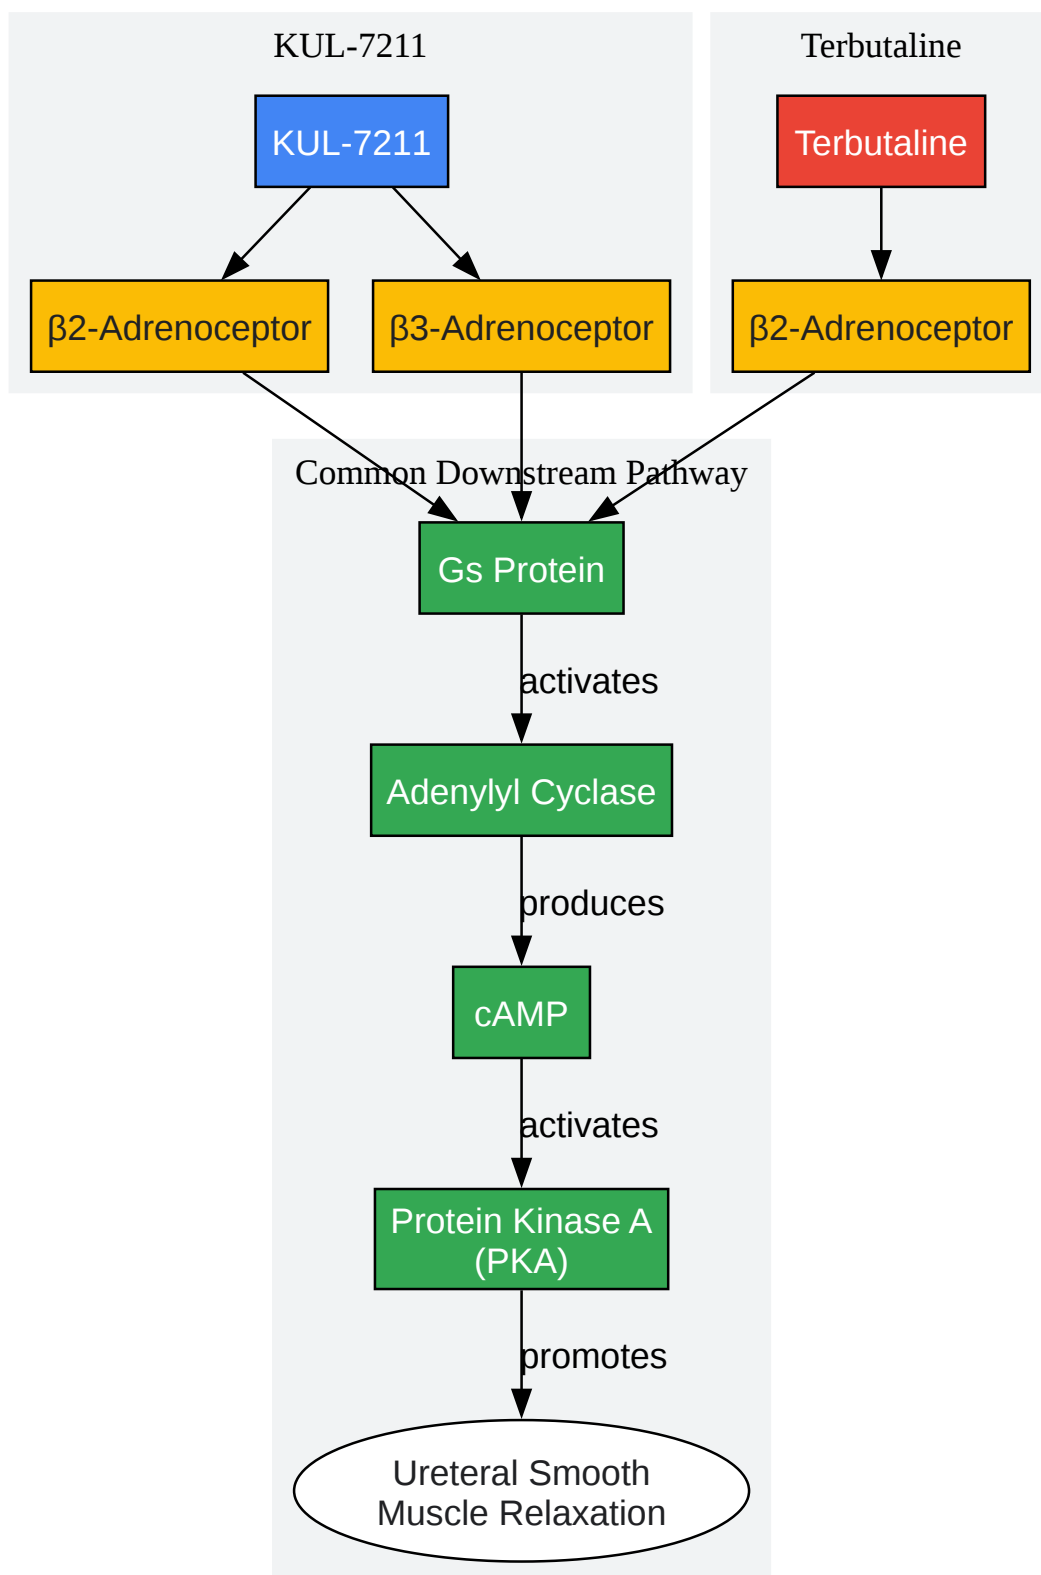 KUL-7211
Terbutaline
KUL-7211
Terbutaline
β2-Adrenoceptor
β3-Adrenoceptor
β2-Adrenoceptor
Common Downstream Pathway
Gs Protein
activates
Adenylyl Cyclase
produces
cAMP
activates
Protein Kinase A
(PKA)
promotes
Ureteral Smooth
Muscle Relaxation